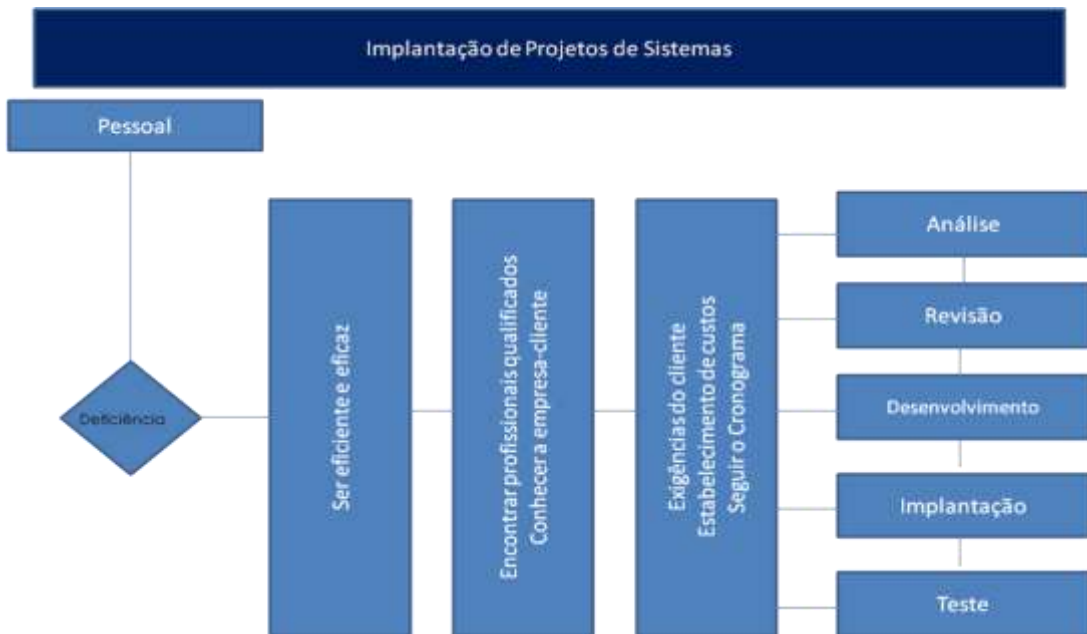 Implantação de Projetos de Sistemas
Pessoal
Deficiência
Ser eficiente e eficaz
Encontrar profissionais qualificados
Conhecer a empresa-cliente
Exigências do cliente
Estabelecimento de custos
Seguir o Cronograma
Análise
Revisão
Desenvolvimento
Implantação
Teste